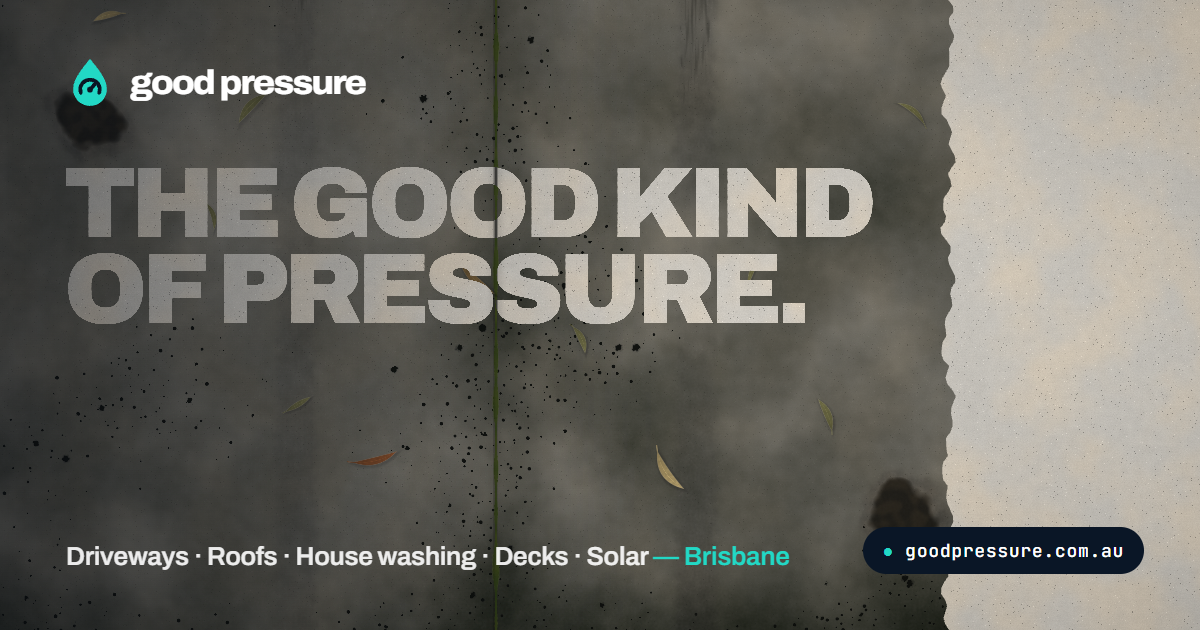 good pressure
THE GOOD KIND
OF PRESSURE.
Driveways · Roofs · House washing · Decks · Solar — Brisbane
goodpressure.com.au